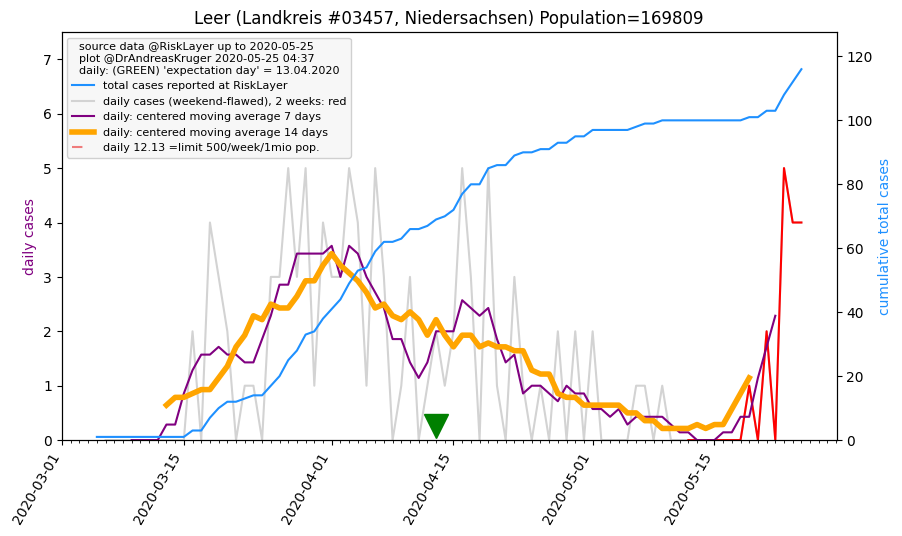 Leer (Landkreis #03457, Niedersachsen) Population=169809
source data @RiskLayer up to 2020-05-25
plot @DrAndreasKruger 2020-05-25 04:37
daily: (GREEN) 'expectation day' = 13.04.2020
total cases reported at RiskLayer
daily cases (weekend-flawed), 2 weeks: red
daily: centered moving average 7 days
daily: centered moving average 14 days
daily 12.13 =limit 500/week/1mio pop.
daily cases
7
6
5
4
3
2
1
0
120
100
80
60
40
20
0
cumulative total cases
2020-03-01
2020-03-15
2020-04-01
2020-04-15
2020-05-01
2020-05-15